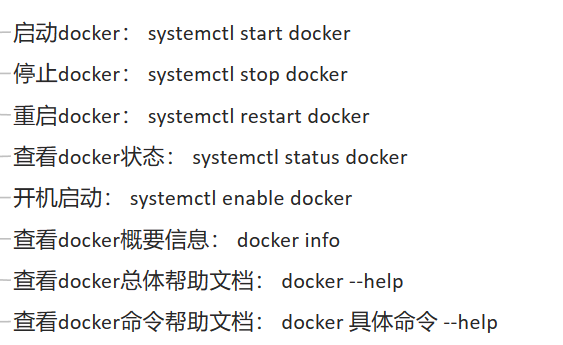 启动docker： systemctl start docker
停止docker： systemctl stop docker
重启docker： systemctl restart docker
查看docker状态： systemctl status docker
开机启动： systemctl enable docker
查看docker概要信息： docker info
查看docker总体帮助文档： docker --help
查看docker命令帮助文档： docker 具体命令 --help